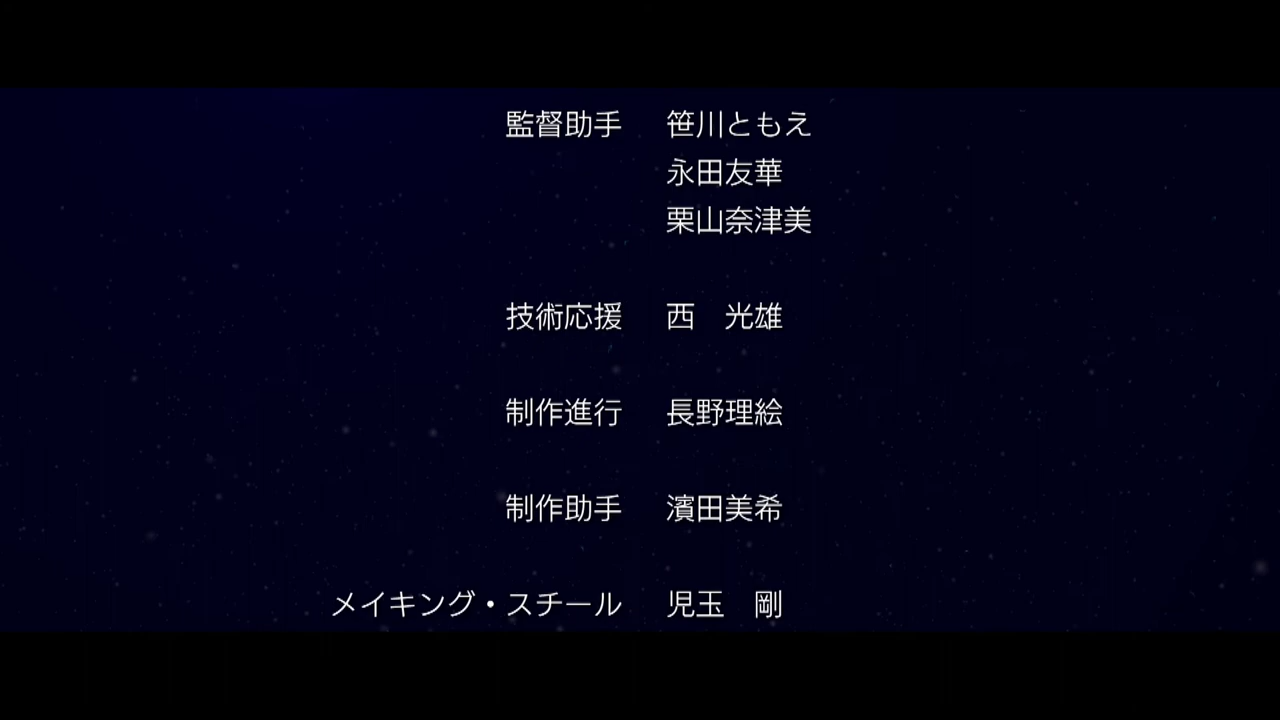 監督助手　笹川ともえ
永田友華
栗山奈津美
技術応援　西　光雄
制作進行　長野理絵
制作助手　濱田美希
メイキング・スチール　児玉　剛